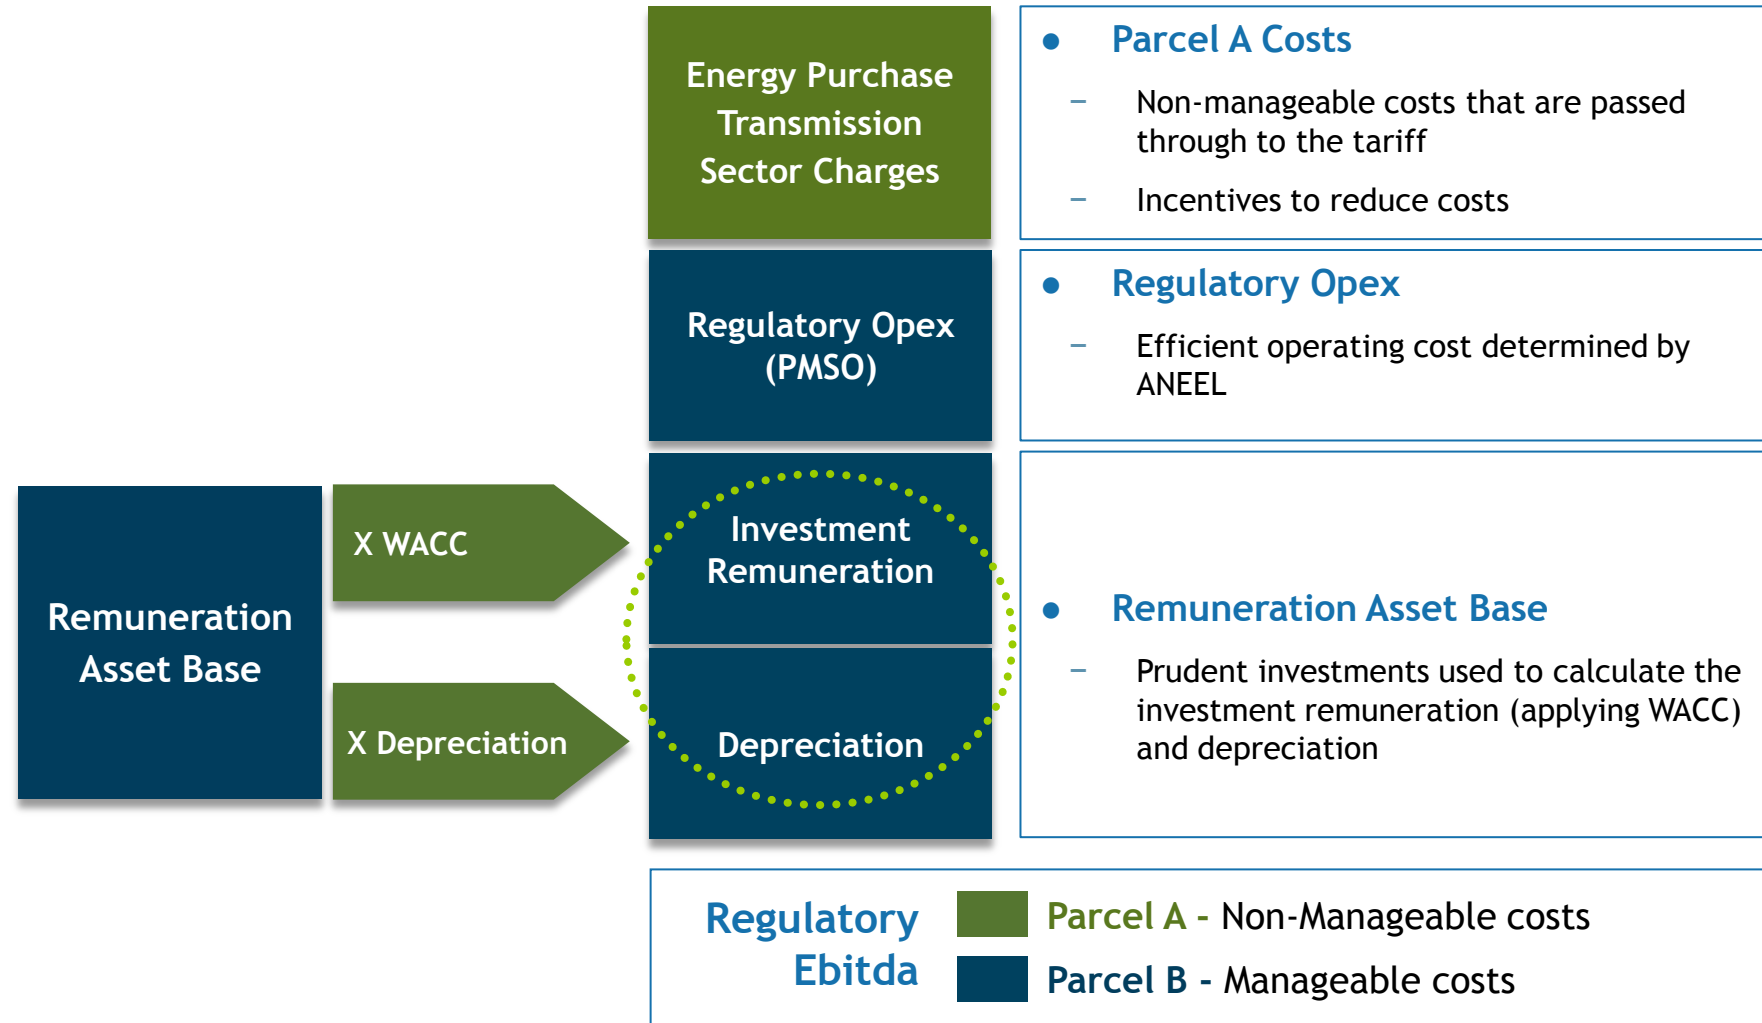 Energy Purchase
Transmission
Sector Charges
● Parcel A Costs
– Non-manageable costs that are passed
through to the tariff
– Incentives to reduce costs
Regulatory Opex
(PMSO)
● Regulatory Opex
– Efficient operating cost determined by
ANEEL
Remuneration
Asset Base
X WACC
X Depreciation
Investment
Remuneration
Depreciation
● Remuneration Asset Base
– Prudent investments used to calculate the
investment remuneration (applying WACC)
and depreciation
Regulatory
Ebitda
Parcel A - Non-Manageable costs
Parcel B - Manageable costs